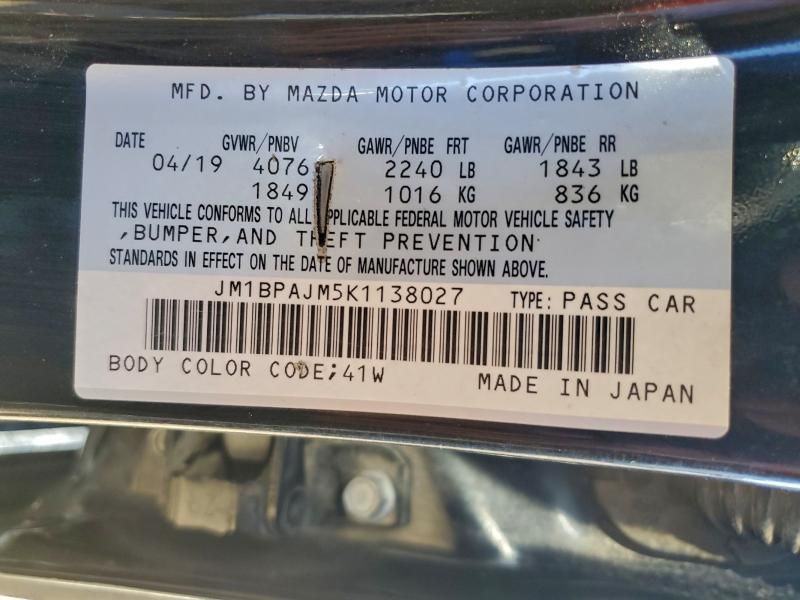 MFD. BY MAZDA MOTOR CORPORATION
DATE GVWR/PNBV GAWR/PNBE FRT GAWR/PNBE RR
04/19 4076 2240 LB 1843 LB
1849 1016 KG 836 KG
THIS VEHICLE CONFORMS TO ALL APPLICABLE FEDERAL MOTOR VEHICLE SAFETY
,BUMPER,AND THEFT PREVENTION
STANDARDS IN EFFECT ON THE DATE OF MANUFACTURE SHOWN ABOVE.
JM1BPAJM5K1138027 TYPE: PASS CAR
BODY COLOR CODE;41W
MADE IN JAPAN